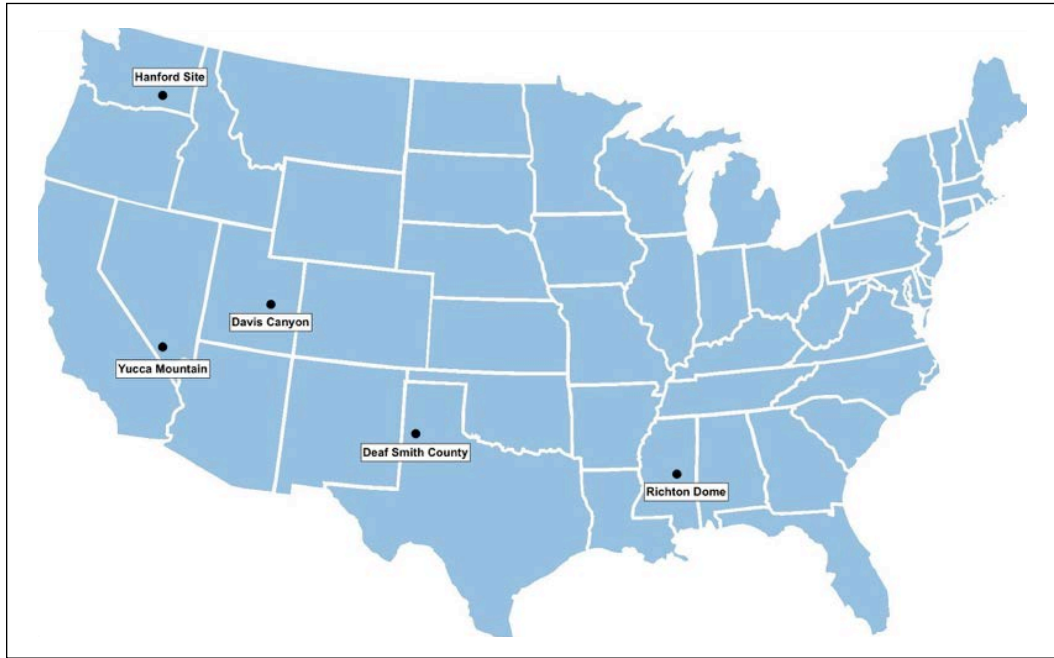 Hanford Site
Davis Canyon
Yucca Mountain
Deaf Smith County
Richton Dome